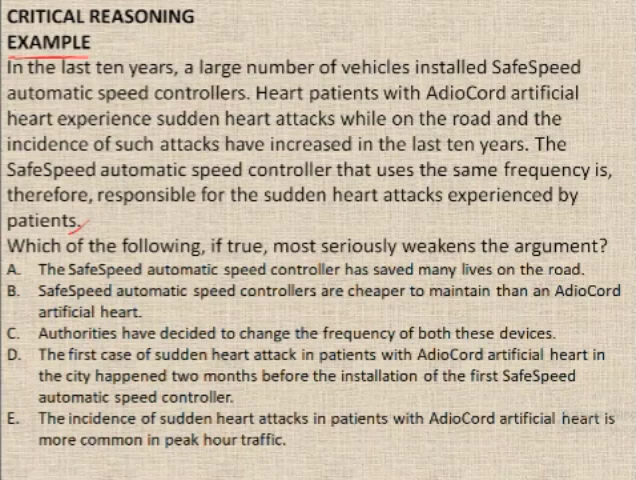 CRITICAL REASONING
EXAMPLE
In the last ten years, a large number of vehicles installed SafeSpeed
automatic speed controllers. Heart patients with AdioCord artificial
heart experience sudden heart attacks while on the road and the
incidence of such attacks have increased in the last ten years. The
SafeSpeed automatic speed controller that uses the same frequency is,
therefore, responsible for the sudden heart attacks experienced by
patients.
Which of the following, if true, most seriously weakens the argument?
A. The SafeSpeed automatic speed controller has saved many lives on the road.
B. SafeSpeed automatic speed controllers are cheaper to maintain than an AdioCord
artificial heart.
C. Authorities have decided to change the frequency of both these devices.
D. The first case of sudden heart attack in patients with AdioCord artificial heart in
the city happened two months before the installation of the first SafeSpeed
automatic speed controller.
E. The incidence of sudden heart attacks in patients with AdioCord artificial heart is
more common in peak hour traffic.